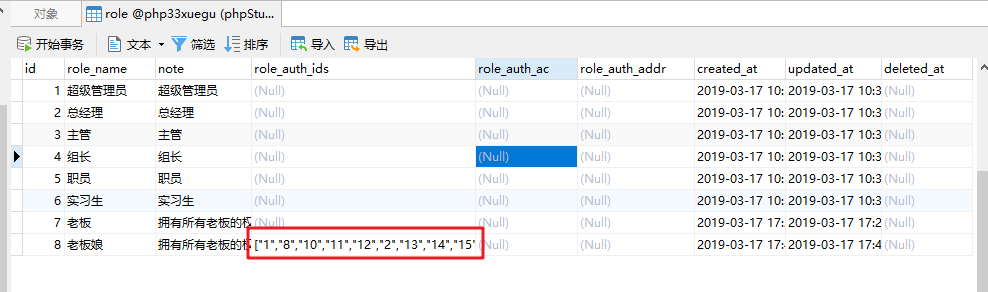 对象 role @php33xuegu (phpStu...
开始事务 文本 筛选 排序 导入 导出
id role_name note role_auth_ids role_auth_ac role_auth_addr created_at updated_at deleted_at
1 超级管理员 超级管理员 (Null) (Null) (Null) 2019-03-17 10: 2019-03-17 10:3 (Null)
2 总经理 总经理 (Null) (Null) (Null) 2019-03-17 10: 2019-03-17 10:3 (Null)
3 主管 主管 (Null) (Null) (Null) 2019-03-17 10: 2019-03-17 10:3 (Null)
4 组长 组长 (Null) (Null) (Null) 2019-03-17 10: 2019-03-17 10:3 (Null)
5 职员 职员 (Null) (Null) (Null) 2019-03-17 10: 2019-03-17 10:3 (Null)
6 实习生 实习生 (Null) (Null) (Null) 2019-03-17 10: 2019-03-17 10:3 (Null)
7 老板 拥有所有老板的权 (Null) (Null) (Null) 2019-03-17 17: 2019-03-17 17:2 (Null)
8 老板娘 拥有所有老板的权 ["1","8","10","11","12","2","13","14","15" (Null) (Null) 2019-03-17 17: 2019-03-17 17:4 (Null)